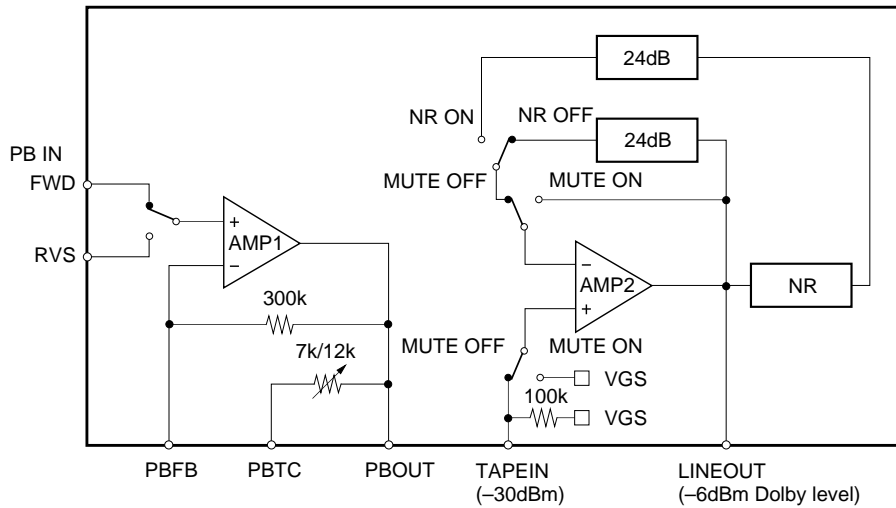 24dB
NR ON
NR OFF
24dB
PB IN
FWD
MUTE OFF
MUTE ON
RVS
+
AMP1
−
−
AMP2
+
NR
300k
7k/12k
MUTE OFF
MUTE ON
VGS
100k
VGS
PBFB
PBTC
PBOUT
TAPEIN
(–30dBm)
LINEOUT
(–6dBm Dolby level)